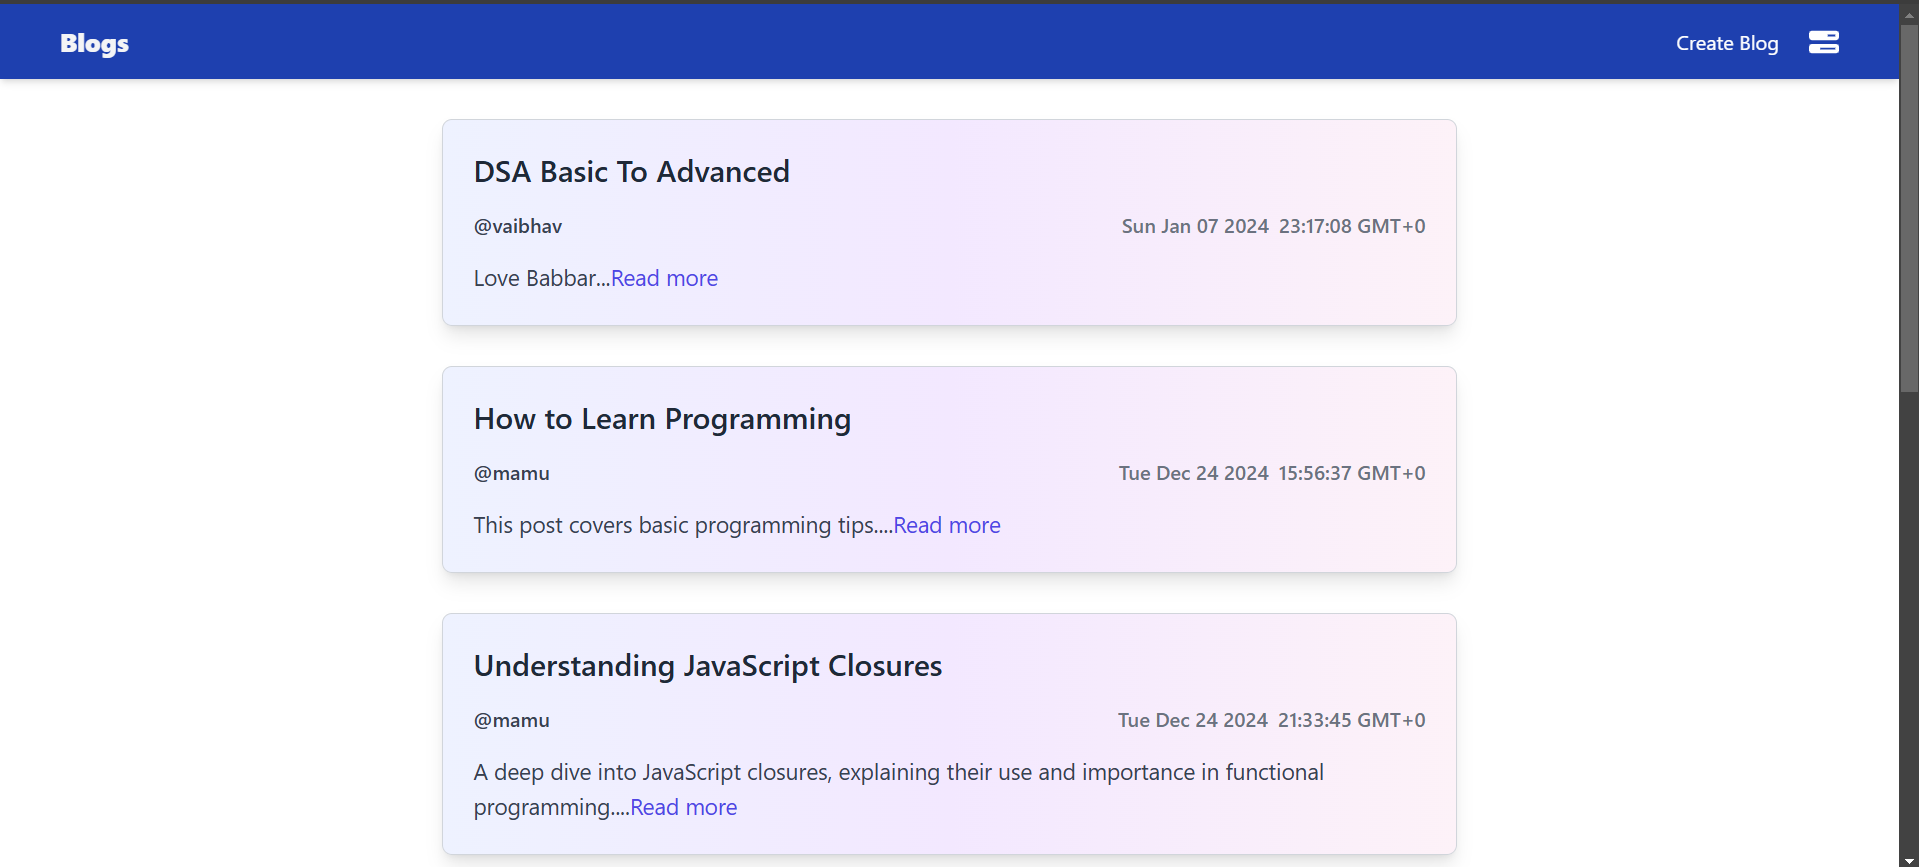 Blogs
Create Blog
DSA Basic To Advanced
@vaibhav
Sun Jan 07 2024 23:17:08 GMT+0
Love Babbar...Read more
How to Learn Programming
@mamu
Tue Dec 24 2024 15:56:37 GMT+0
This post covers basic programming tips....Read more
Understanding JavaScript Closures
@mamu
Tue Dec 24 2024 21:33:45 GMT+0
A deep dive into JavaScript closures, explaining their use and importance in functional
programming....Read more